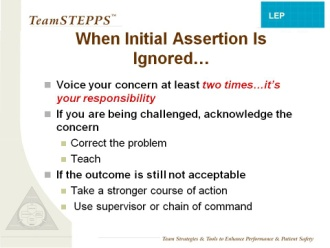 TeamSTEPPS™
LEP
When Initial Assertion Is
Ignored…
Voice your concern at least two times…it's
your responsibility
If you are being challenged, acknowledge the
concern
Correct the problem
Teach
If the outcome is still not acceptable
Take a stronger course of action
Use supervisor or chain of command
Team Strategies & Tools to Enhance Performance & Patient Safety